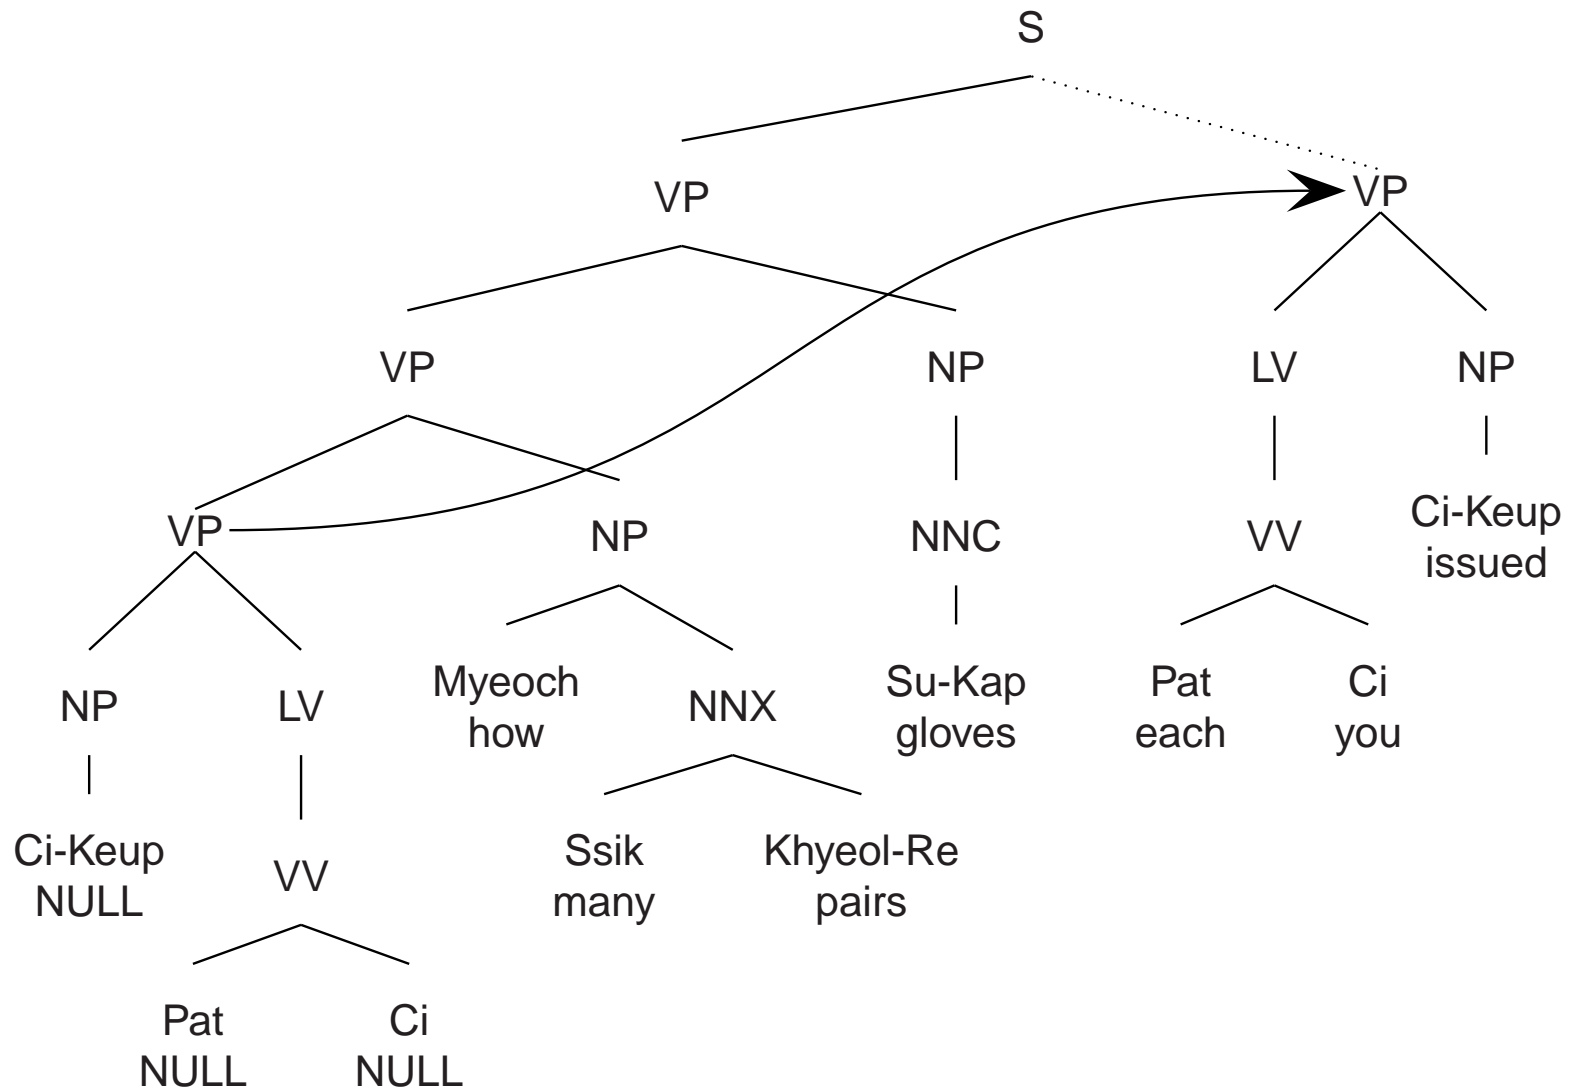 S
VP
VP
VP
NP
LV
NP
VP
NP
NNC
VV
Ci-Keup
issued
NP
LV
Myeoch
how
NNX
Su-Kap
gloves
Pat
each
Ci
you
Ci-Keup
NULL
VV
Ssik
many
Khyeol-Re
pairs
Pat
NULL
Ci
NULL